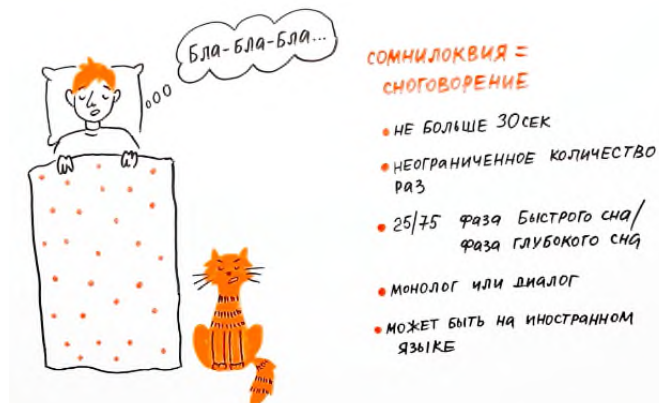 Бла-Бла-Бла...
СОМНИЛОКВИЯ =
СНОГОВОРЕНИЕ
• НЕ БОЛЬШЕ 30 СЕК
• НЕОГРАНИЧЕННОЕ КОЛИЧЕСТВО
РАЗ
• 25/75 ФАЗА БЫСТРОГО СНА/
ФАЗА ГЛУБОКОГО СНА
• МОНОЛОГ ИЛИ ДИАЛОГ
• МОЖЕТ БЫТЬ НА ИНОСТРАННОМ
ЯЗЫКЕ